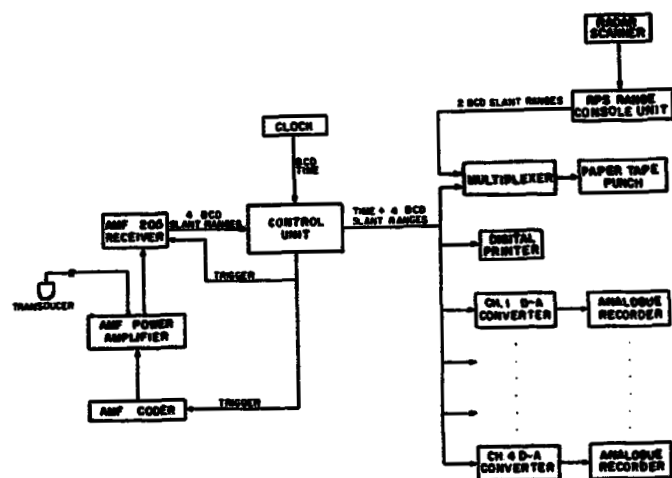 RADAR
SCANNER
2 BCD SLANT RANGES
RPS RANGE
CONSOLE UNIT
CLOCK
BCD
TIME
MULTIPLEXER
PAPER TAPE
PUNCH
AMF 200
RECEIVER
4 BCD
SLANT RANGES
CONTROL
UNIT
TIME + 4 BCD
SLANT RANGES
DIGITAL
PRINTER
TRIGGER
TRANSDUCER
CH. 1 D-A
CONVERTER
ANALOGUE
RECORDER
AMF POWER
AMPLIFIER
AMF CODER
TRIGGER
CH 4 D-A
CONVERTER
ANALOGUE
RECORDER